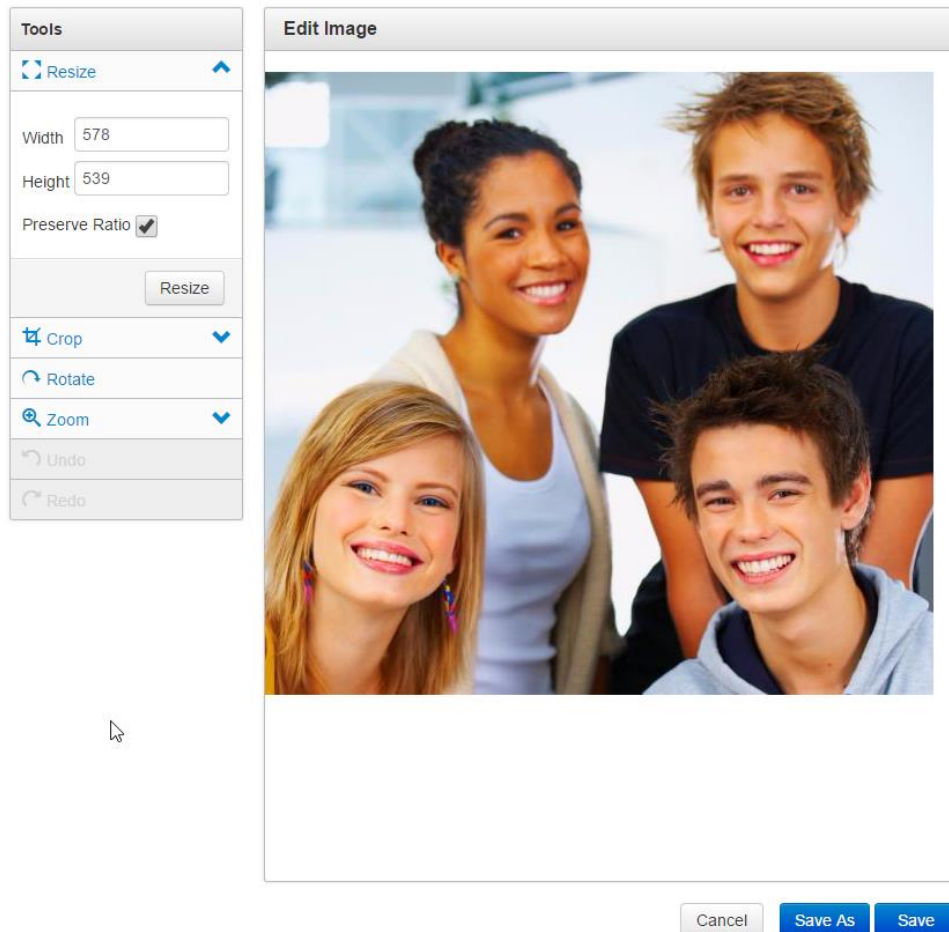 Tools
Resize
Width 578
Height 539
Preserve Ratio
Resize
Crop
Rotate
Zoom
Undo
Redo
Edit Image
Cancel Save As Save